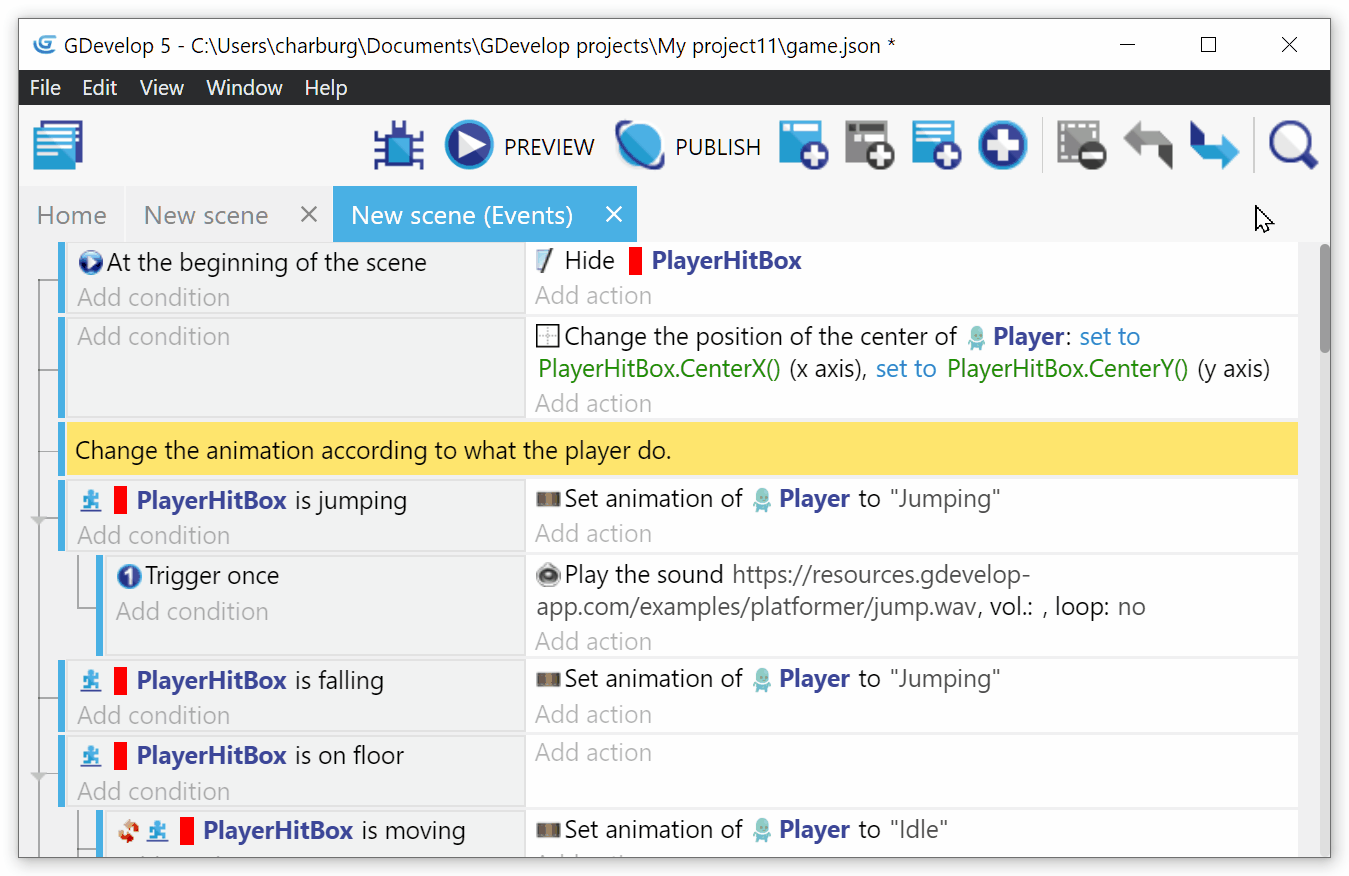 GDevelop 5 - C:\Users\charburg\Documents\GDevelop projects\My project11\game.json *
File Edit View Window Help
PREVIEW PUBLISH
Home New scene New scene (Events)
At the beginning of the scene
Add condition
Hide PlayerHitBox
Add action
Add condition
Change the position of the center of Player: set to
PlayerHitBox.CenterX() (x axis), set to PlayerHitBox.CenterY() (y axis)
Add action
Change the animation according to what the player do.
PlayerHitBox is jumping
Add condition
Set animation of Player to "Jumping"
Add action
1 Trigger once
Add condition
Play the sound https://resources.gdevelop-
app.com/examples/platformer/jump.wav, vol.: , loop: no
Add action
PlayerHitBox is falling
Add condition
Set animation of Player to "Jumping"
Add action
PlayerHitBox is on floor
Add condition
Add action
PlayerHitBox is moving
Set animation of Player to "Idle"